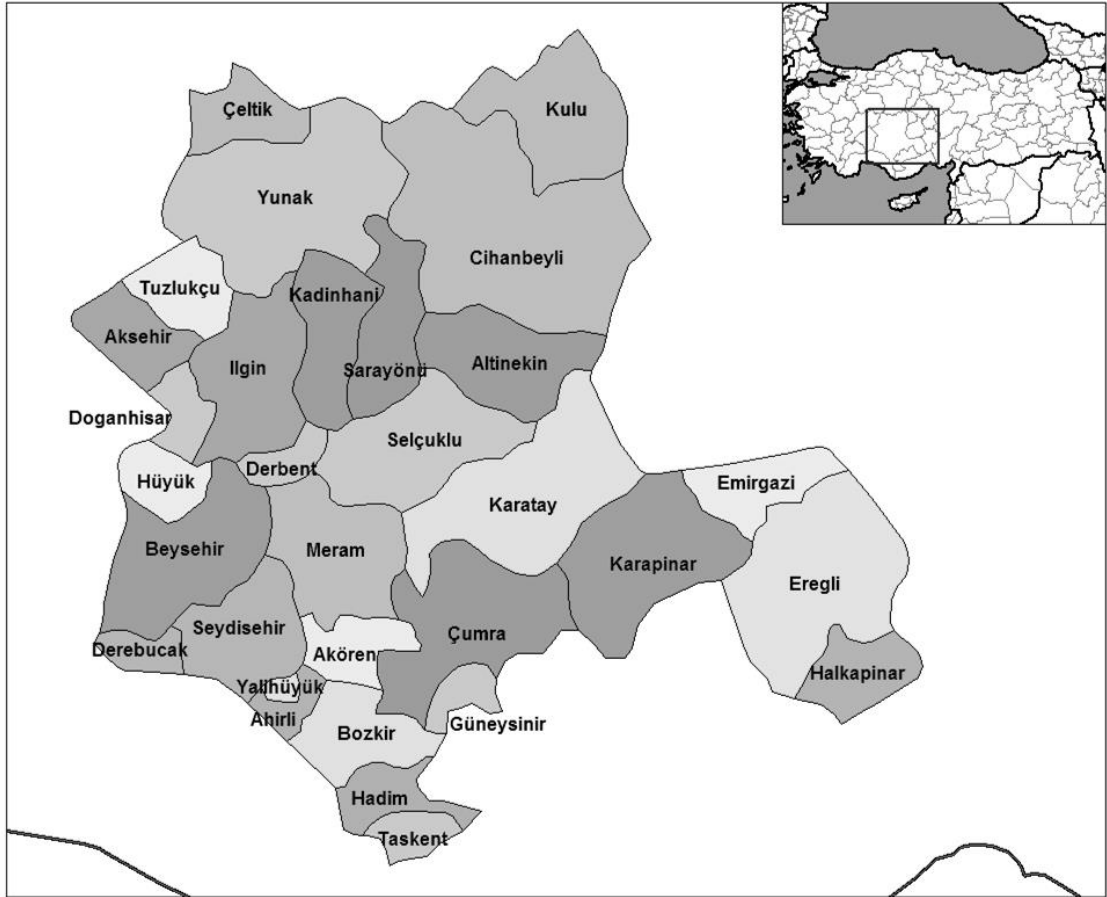 Çeltik
Kulu
Yunak
Cihanbeyli
Tuzlukçu
Kadinhani
Aksehir
Ilgin
Sarayönü
Altinekin
Doganhisar
Selçuklu
Hüyük
Derbent
Emirgazi
Karatay
Beysehir
Meram
Karapinar
Eregli
Seydisehir
Çumra
Derebucak
Akören
Halkapinar
Yalihüyük
Ahirli
Bozkir
Güneysinir
Hadim
Taskent